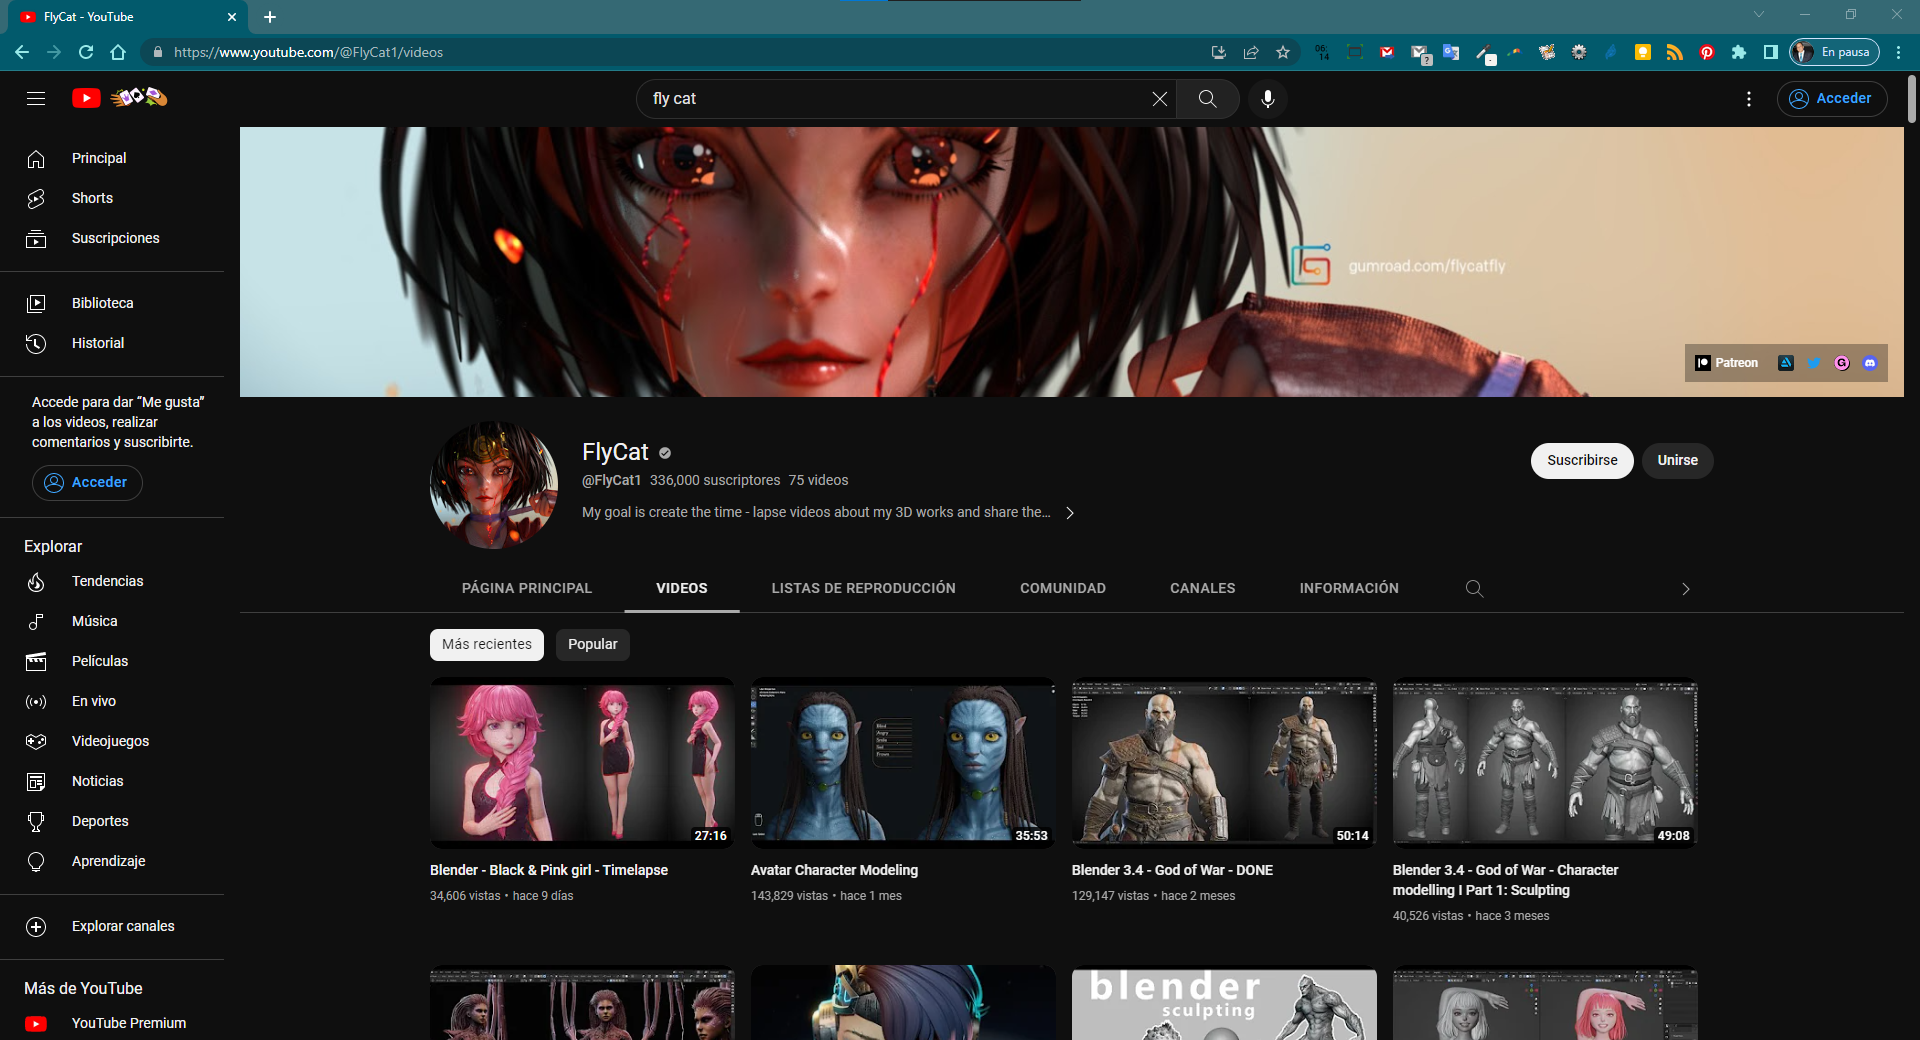 FlyCat - YouTube
https://www.youtube.com/@FlyCat1/videos
06:
14
En pausa
fly cat
Acceder
Principal
Shorts
Suscripciones
Biblioteca
Historial
Accede para dar “Me gusta”
a los videos, realizar
comentarios y suscribirte.
Acceder
Explorar
Tendencias
Música
Películas
En vivo
Videojuegos
Noticias
Deportes
Aprendizaje
Explorar canales
Más de YouTube
YouTube Premium
gumroad.com/flycatfly
Patreon
FlyCat
@FlyCat1 336,000 suscriptores 75 videos
My goal is create the time - lapse videos about my 3D works and share the...
Suscribirse
Unirse
PÁGINA PRINCIPAL
VIDEOS
LISTAS DE REPRODUCCIÓN
COMUNIDAD
CANALES
INFORMACIÓN
Más recientes
Popular
27:16
35:53
50:14
49:08
Blender - Black & Pink girl - Timelapse
34,606 vistas • hace 9 días
Avatar Character Modeling
143,829 vistas • hace 1 mes
Blender 3.4 - God of War - DONE
129,147 vistas • hace 2 meses
Blender 3.4 - God of War - Character
modelling I Part 1: Sculpting
40,526 vistas • hace 3 meses
blender
sculpting